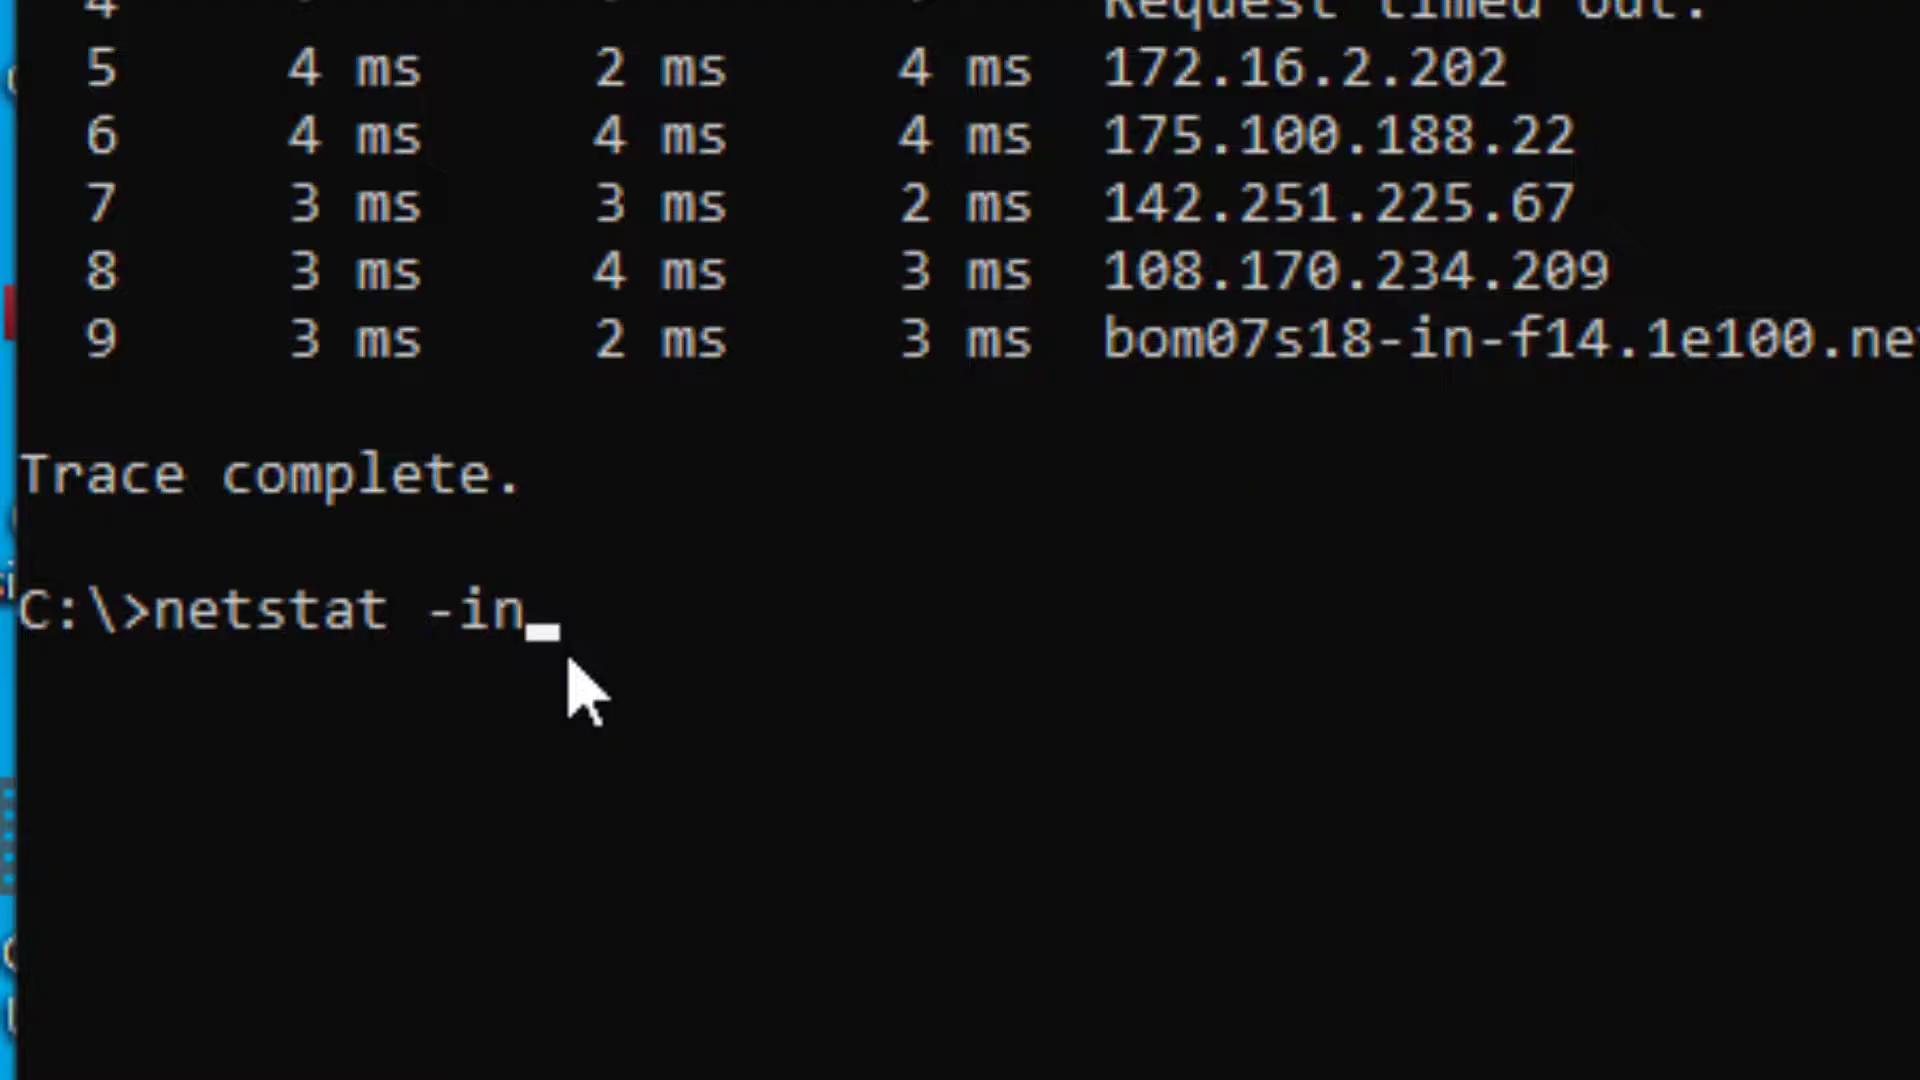 4 Request timed out.
5 4 ms 2 ms 4 ms 172.16.2.202
6 4 ms 4 ms 4 ms 175.100.188.22
7 3 ms 3 ms 2 ms 142.251.225.67
8 3 ms 4 ms 3 ms 108.170.234.209
9 3 ms 2 ms 3 ms bom07s18-in-f14.1e100.ne
Trace complete.
C:\>netstat -in